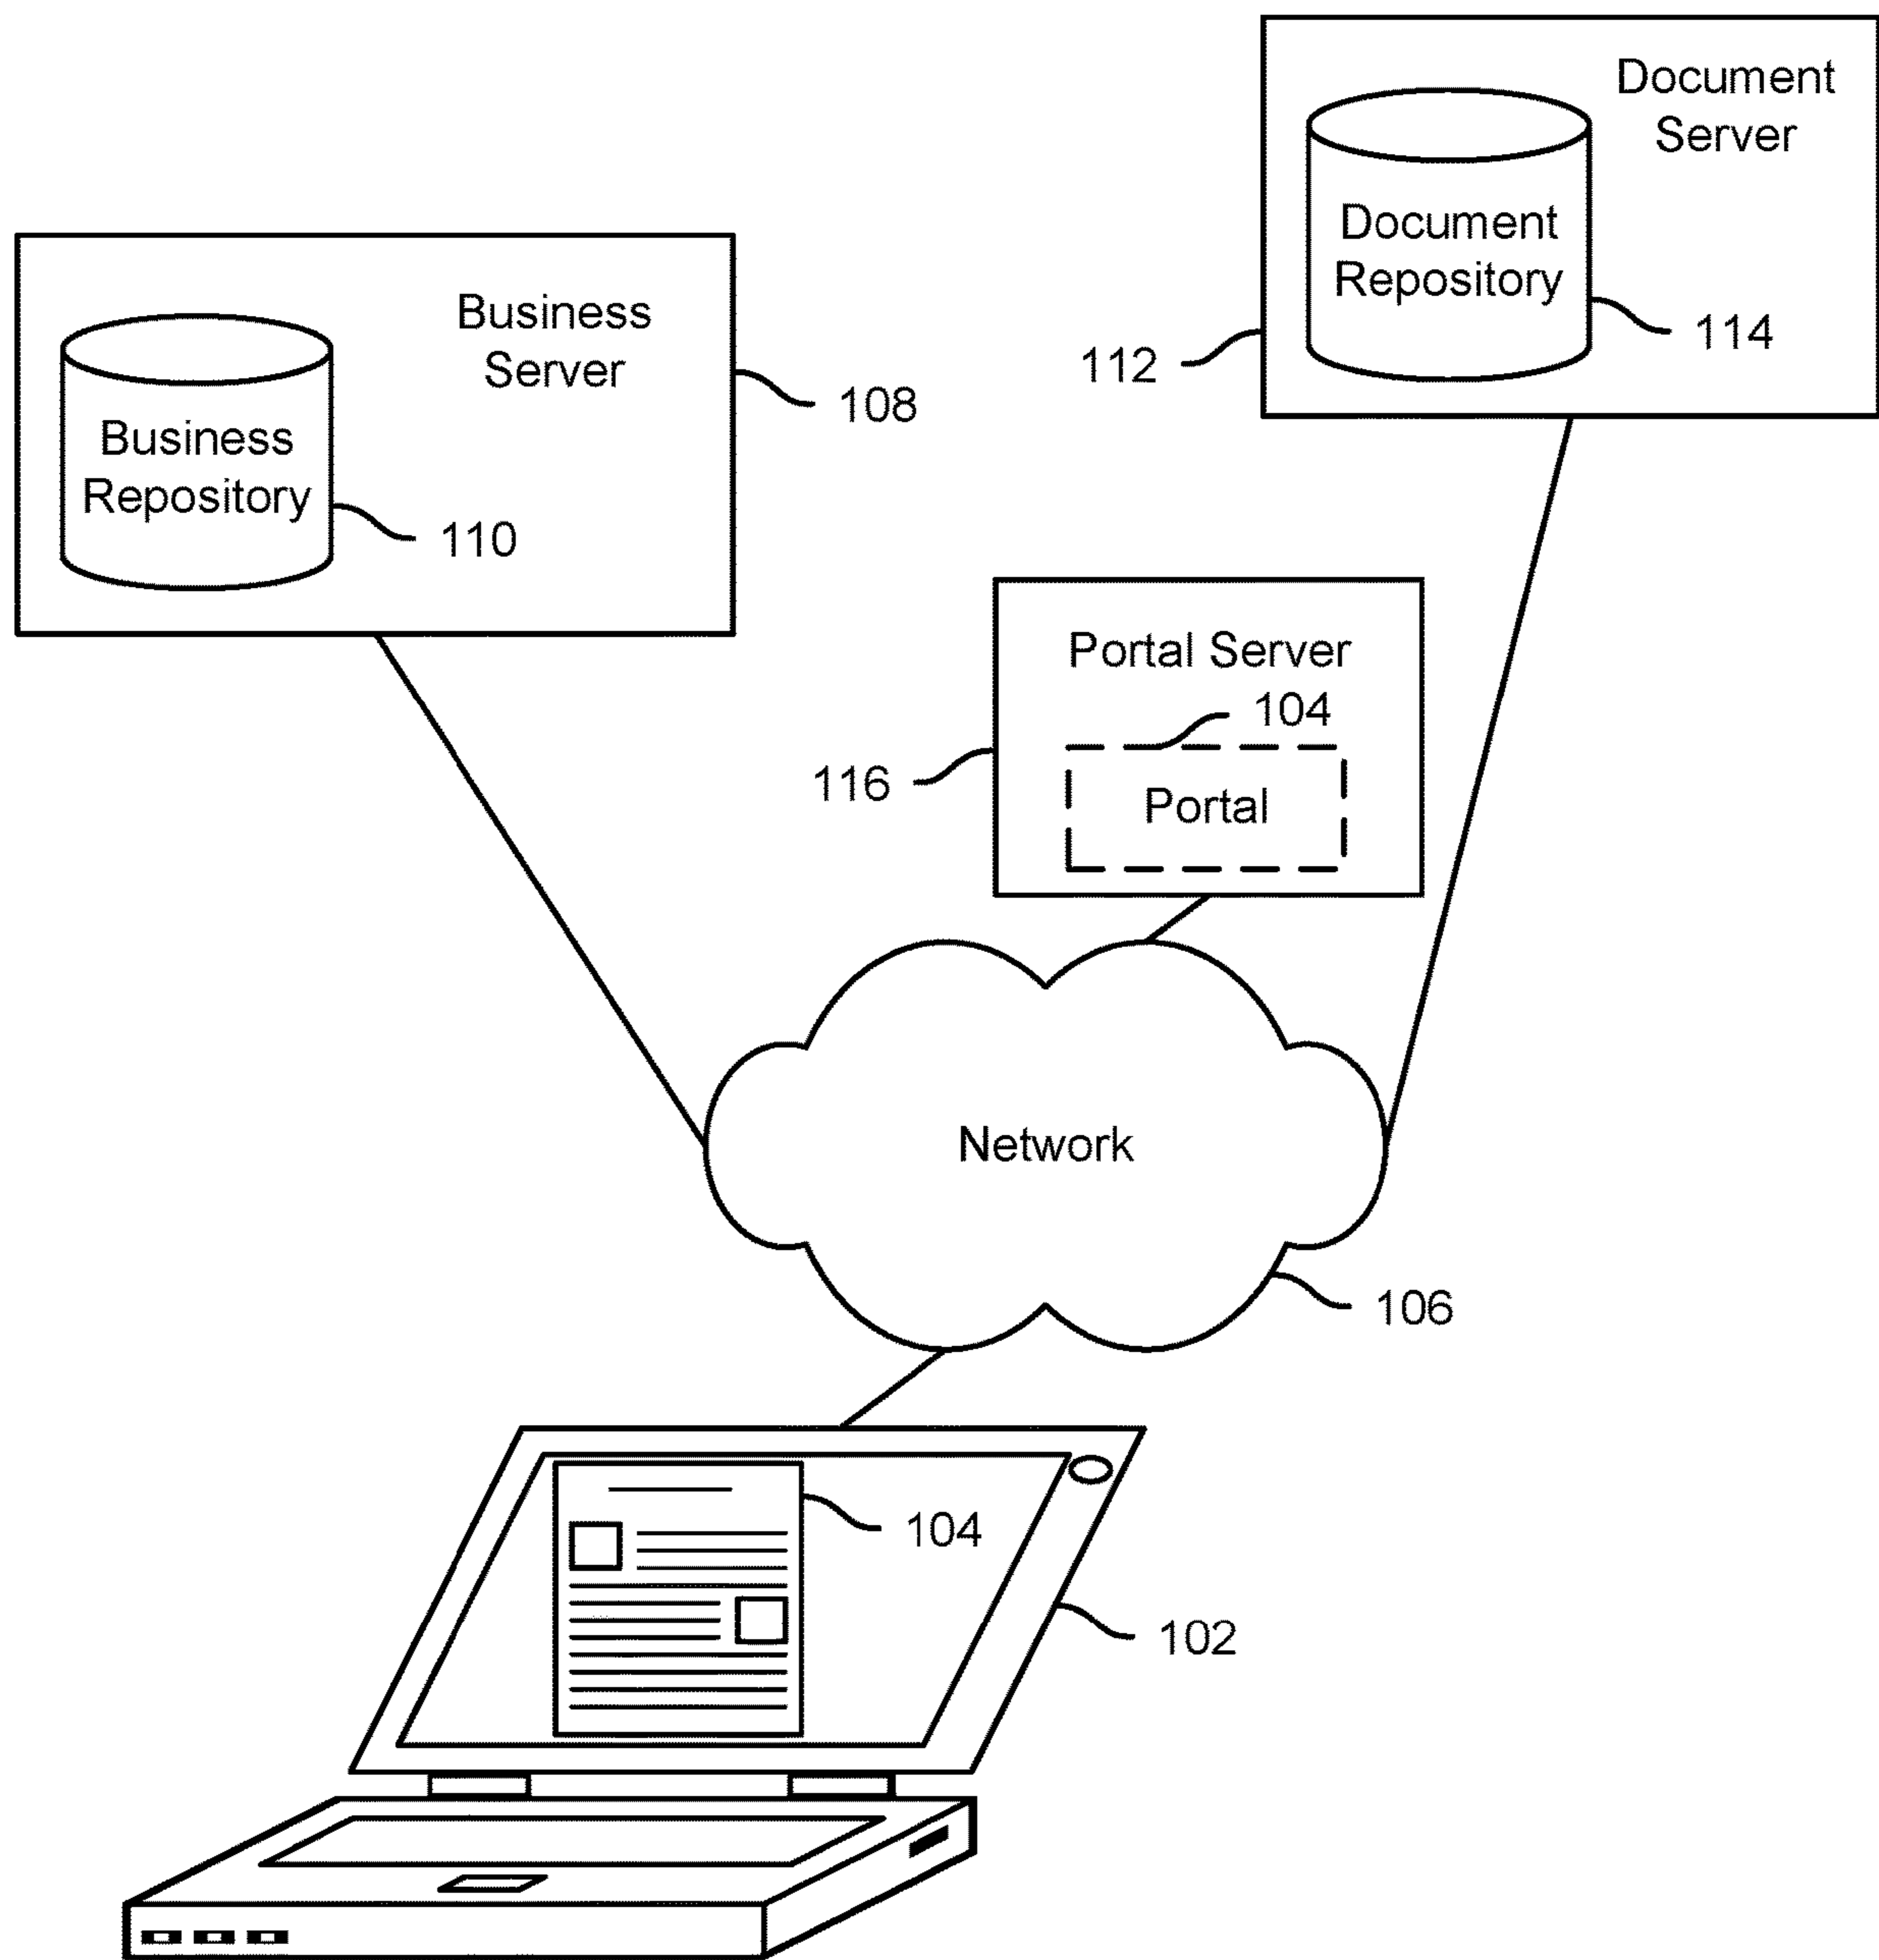 Document
Server
Document
Repository
114
112
Business
Server
108
Business
Repository
110
Portal Server
104
116
Portal
Network
106
104
102